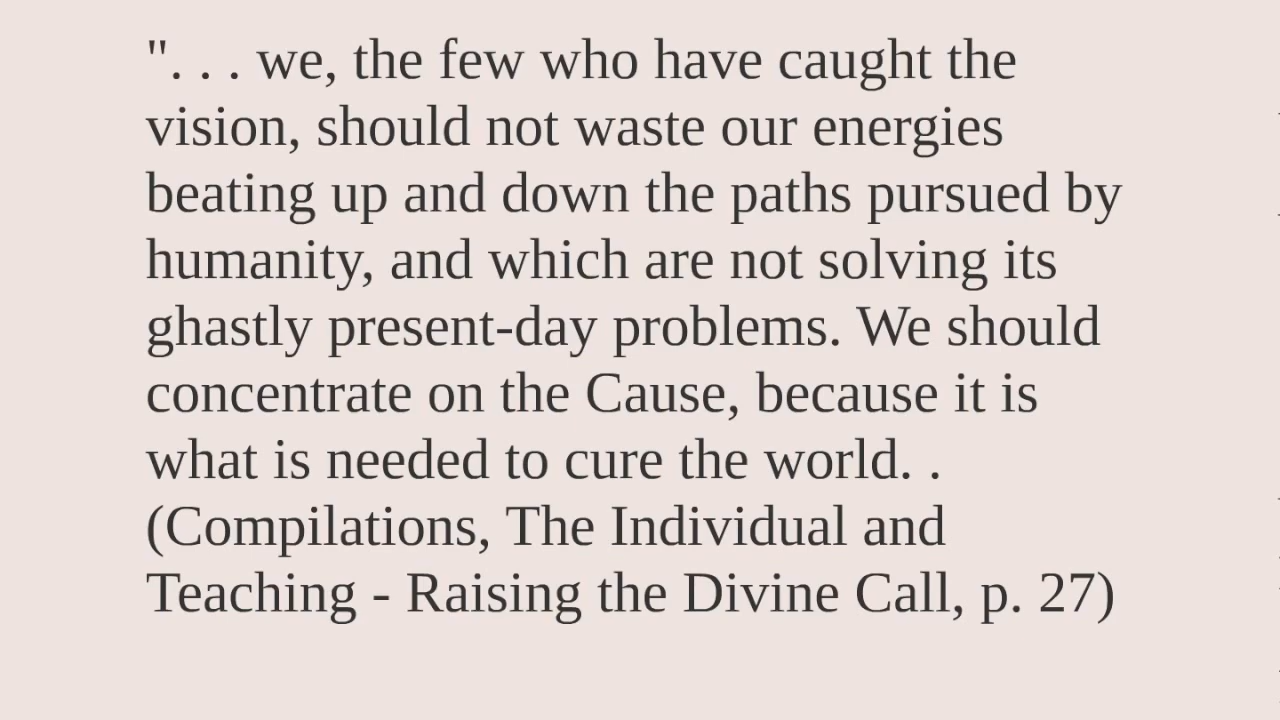 ". . . we, the few who have caught the
vision, should not waste our energies
beating up and down the paths pursued by
humanity, and which are not solving its
ghastly present-day problems. We should
concentrate on the Cause, because it is
what is needed to cure the world. .
(Compilations, The Individual and
Teaching - Raising the Divine Call, p. 27)